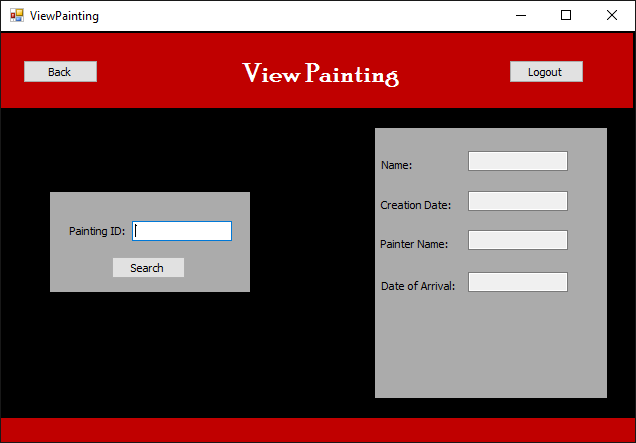 ViewPainting
Back
View Painting
Logout
Painting ID:
Search
Name:
Creation Date:
Painter Name:
Date of Arrival: